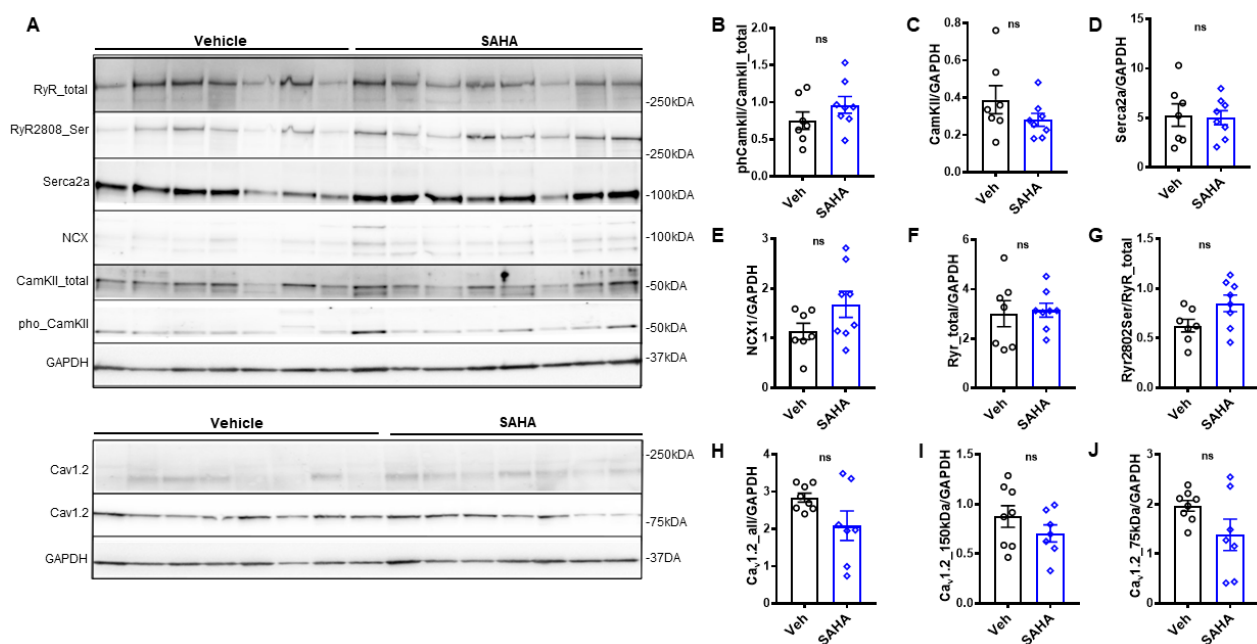 A
Vehicle
SAHA
RyR_total
-250kDA
RyR2808_Ser
-250kDA
Serca2a
-100kDA
NCX
-100kDA
CamKII_total
-50kDA
pho_CamKII
-50kDA
GAPDH
-37kDA
Vehicle
SAHA
-250kDA
Cav1.2
Cav1.2
-75kDA
GAPDH
-37DA
B
ns
phCamkII/CamkII_total
2.0
1.5
1.0
0.5
0.0
Veh
SAHA
C
ns
CamKII/GAPDH
0.8
0.6
0.4
0.2
0.0
Veh
SAHA
D
ns
Serca2a/GAPDH
15
10
5
0
Veh
SAHA
E
ns
NCX1/GAPDH
3
2
1
0
Veh
SAHA
F
ns
Ryr_total/GAPDH
6
3
0
Veh
SAHA
G
ns
Ryr2802Ser/RyR_total
1.5
1.0
0.5
0.0
Veh
SAHA
H
ns
Cav1.2_all/GAPDH
4
3
2
1
0
Veh
SAHA
I
ns
Cav1.2_150kDa/GAPDH
1.5
1.0
0.5
0.0
Veh
SAHA
J
ns
Cav1.2_75kDa/GAPDH
3
2
1
0
Veh
SAHA